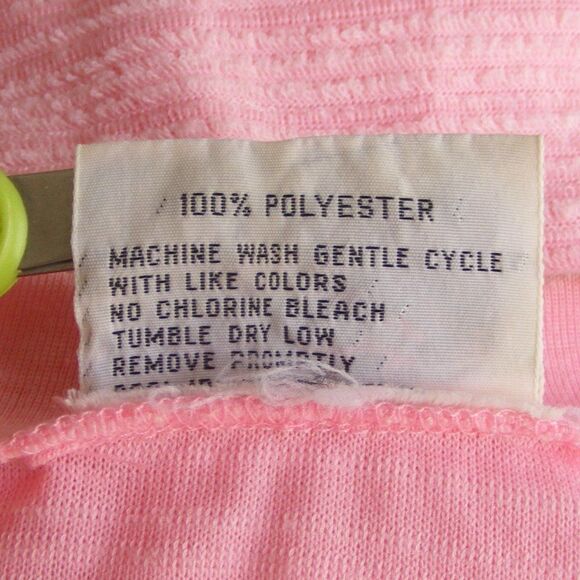 100% POLYESTER
MACHINE WASH GENTLE CYCLE
WITH LIKE COLORS
NO CHLORINE BLEACH
TUMBLE DRY LOW
REMOVE PROMPTLY